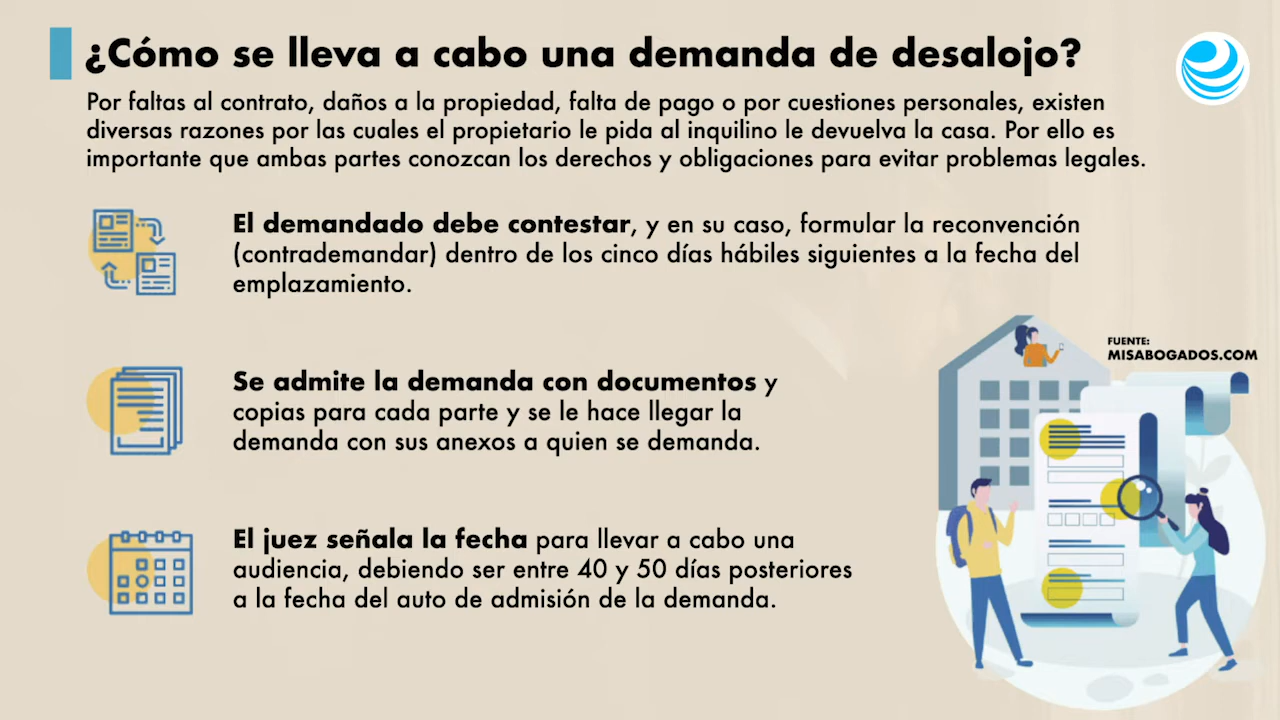 ¿Cómo se lleva a cabo una demanda de desalojo?
Por faltas al contrato, daños a la propiedad, falta de pago o por cuestiones personales, existen
diversas razones por las cuales el propietario le pida al inquilino le devuelva la casa. Por ello es
importante que ambas partes conozcan los derechos y obligaciones para evitar problemas legales.
El demandado debe contestar, y en su caso, formular la reconvención
(contrademandar) dentro de los cinco días hábiles siguientes a la fecha del
emplazamiento.
FUENTE:
MISABOGADOS.COM
Se admite la demanda con documentos y
copias para cada parte y se le hace llegar la
demanda con sus anexos a quien se demanda.
El juez señala la fecha para llevar a cabo una
audiencia, debiendo ser entre 40 y 50 días posteriores
a la fecha del auto de admisión de la demanda.